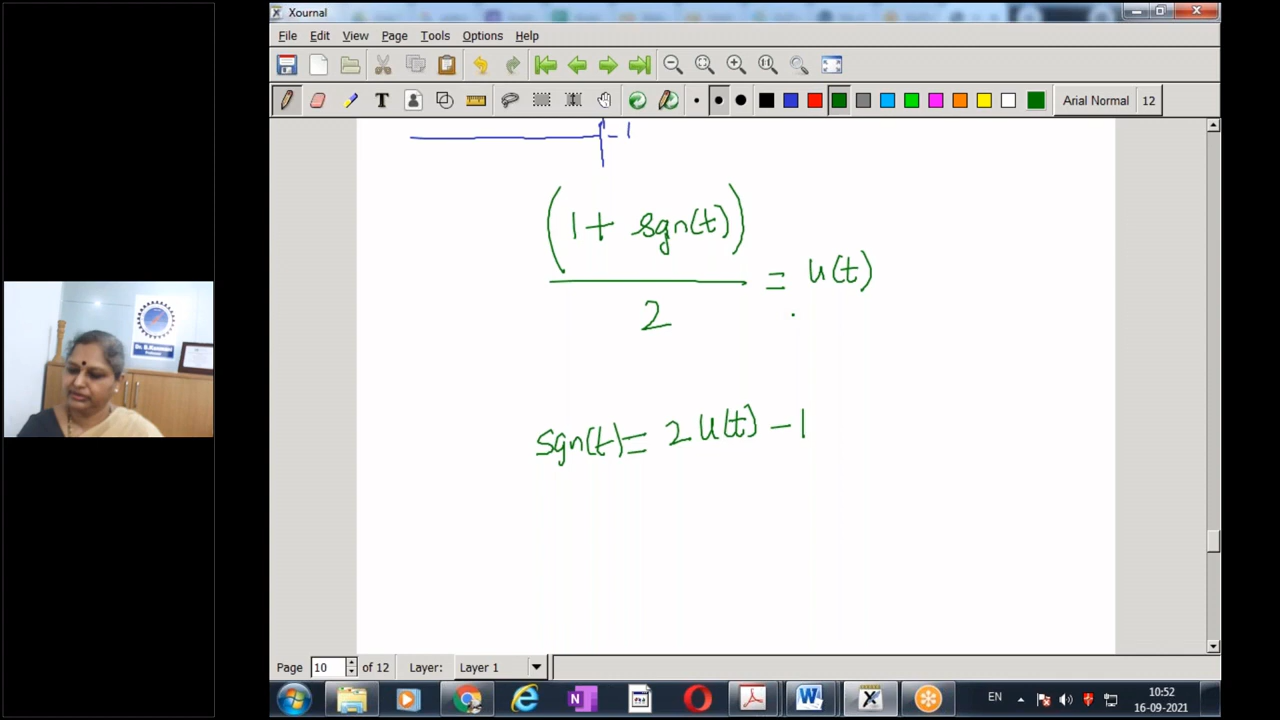 Xournal
File Edit View Page Tools Options Help
Arial Normal 12
-1
(1 + sgn(t))
= u(t)
2
sgn(t) = 2u(t) - 1
Page 10 of 12 Layer: Layer 1
EN 10:52
16-09-2021